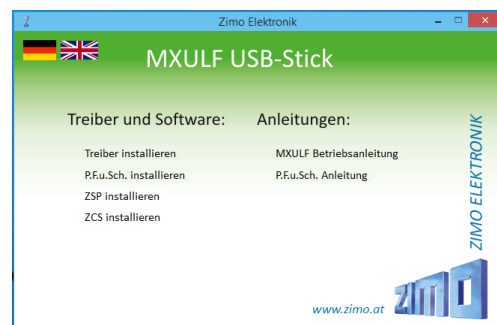 Zimo Elektronik
MXULF USB-Stick
Treiber und Software:
Treiber installieren
P.F.u.Sch. installieren
ZSP installieren
ZCS installieren
Anleitungen:
MXULF Betriebsanleitung
P.F.u.Sch. Anleitung
ZIMO ELEKTRONIK
www.zimo.at
ZIMO